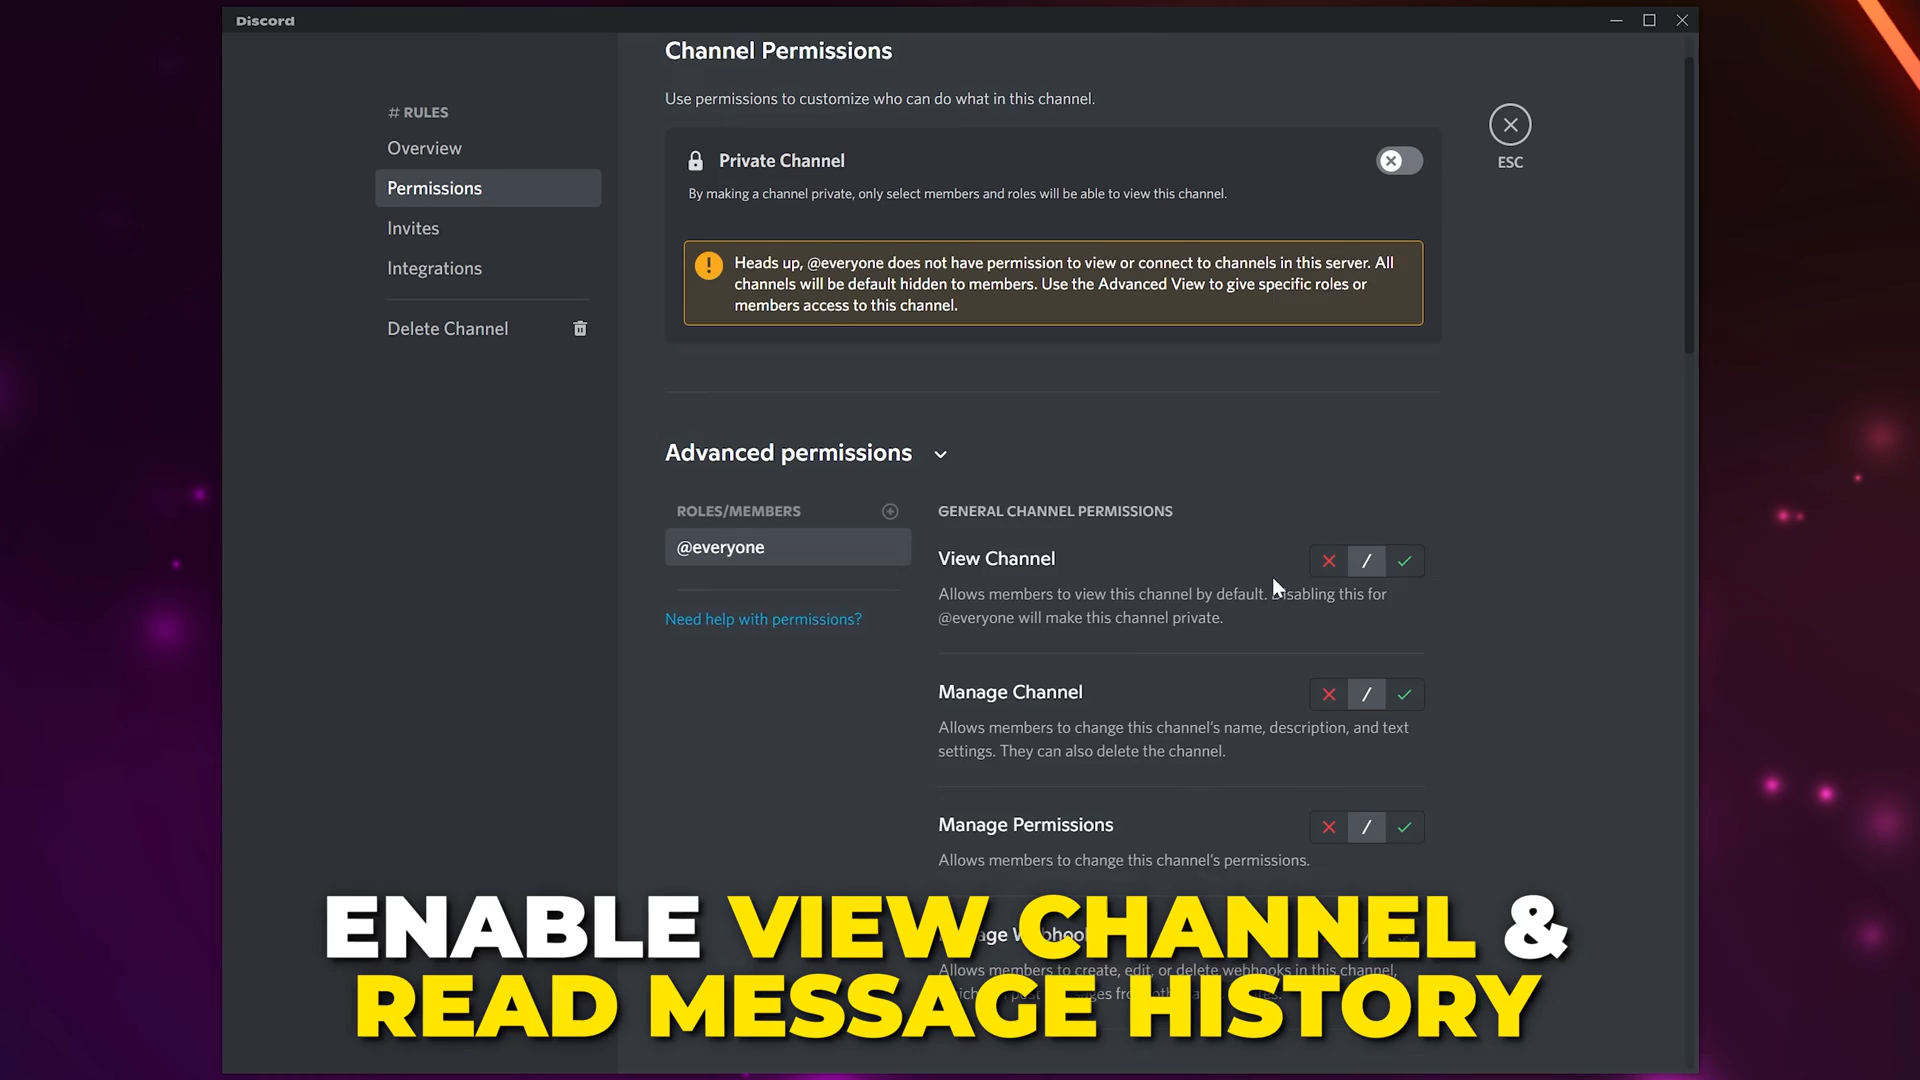 Discord
Channel Permissions
Use permissions to customize who can do what in this channel.
# RULES
Overview
Permissions
Invites
Integrations
Delete Channel
Private Channel
By making a channel private, only select members and roles will be able to view this channel.
ESC
Heads up, @everyone does not have permission to view or connect to channels in this server. All
channels will be default hidden to members. Use the Advanced View to give specific roles or
members access to this channel.
Advanced permissions
ROLES/MEMBERS
@everyone
Need help with permissions?
GENERAL CHANNEL PERMISSIONS
View Channel
Allows members to view this channel by default. Disabling this for
@everyone will make this channel private.
Manage Channel
Allows members to change this channel's name, description, and text
settings. They can also delete the channel.
Manage Permissions
Allows members to change this channel's permissions.
Allows members to create, edit, or delete webhooks in this channel,
ENABLE VIEW CHANNEL &
READ MESSAGE HISTORY